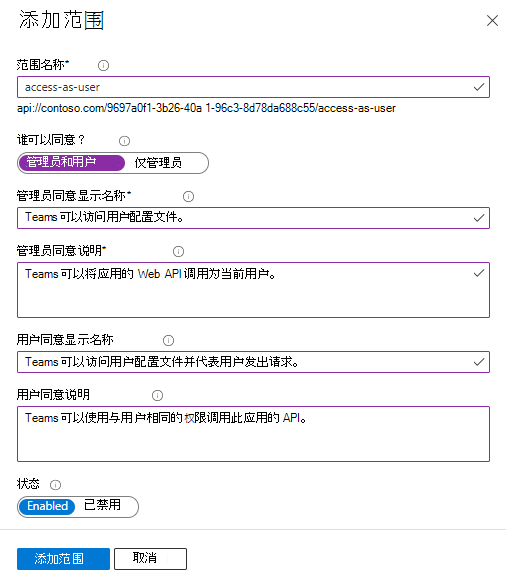 添加范围
范围名称*
access-as-user
api://contoso.com/9697a0f1-3b26-40a 1-96c3-8d78da688c55/access-as-user
谁可以同意？
管理员和用户 仅管理员
管理员同意显示名称*
Teams 可以访问用户配置文件。
管理员同意说明*
Teams 可以将应用的 Web API 调用为当前用户。
用户同意显示名称
Teams 可以访问用户配置文件并代表用户发出请求。
用户同意说明
Teams 可以使用与用户相同的权限调用此应用的 API。
状态
Enabled 已禁用
添加范围 取消